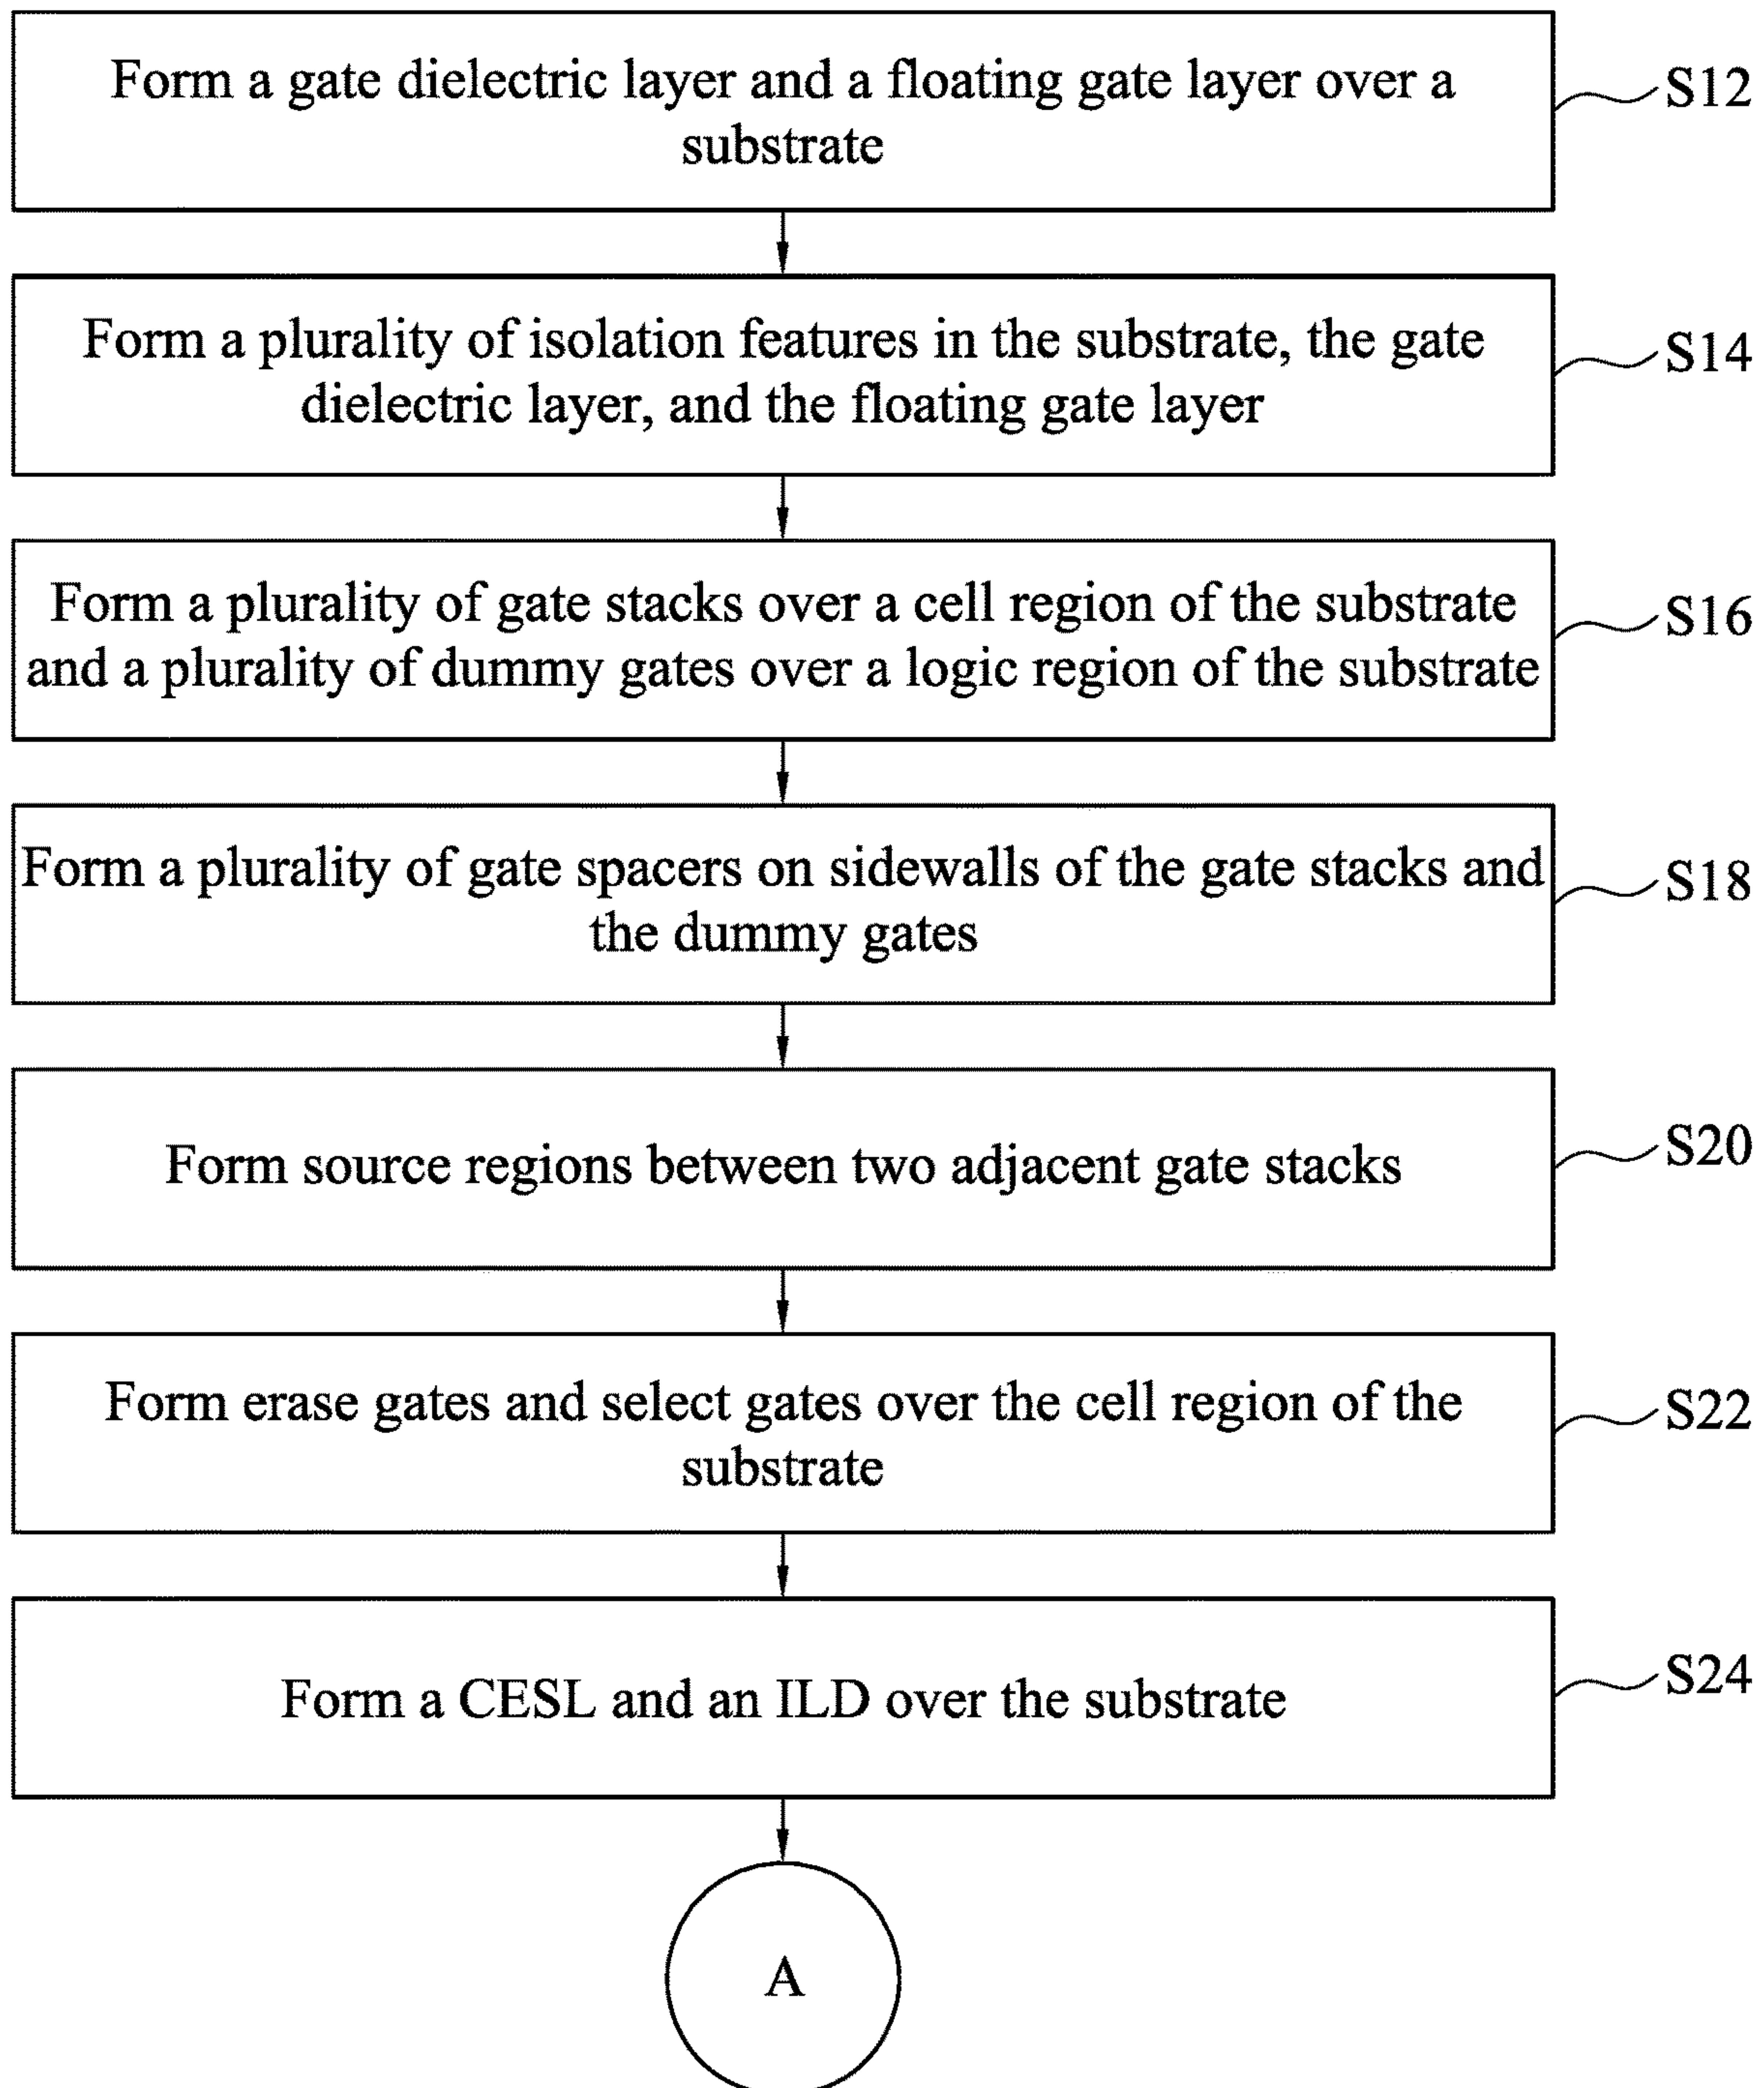 Form a gate dielectric layer and a floating gate layer over a
substrate
S12
Form a plurality of isolation features in the substrate, the gate
dielectric layer, and the floating gate layer
S14
Form a plurality of gate stacks over a cell region of the substrate
and a plurality of dummy gates over a logic region of the substrate
S16
Form a plurality of gate spacers on sidewalls of the gate stacks and
the dummy gates
S18
Form source regions between two adjacent gate stacks
S20
Form erase gates and select gates over the cell region of the
substrate
S22
Form a CESL and an ILD over the substrate
S24
A